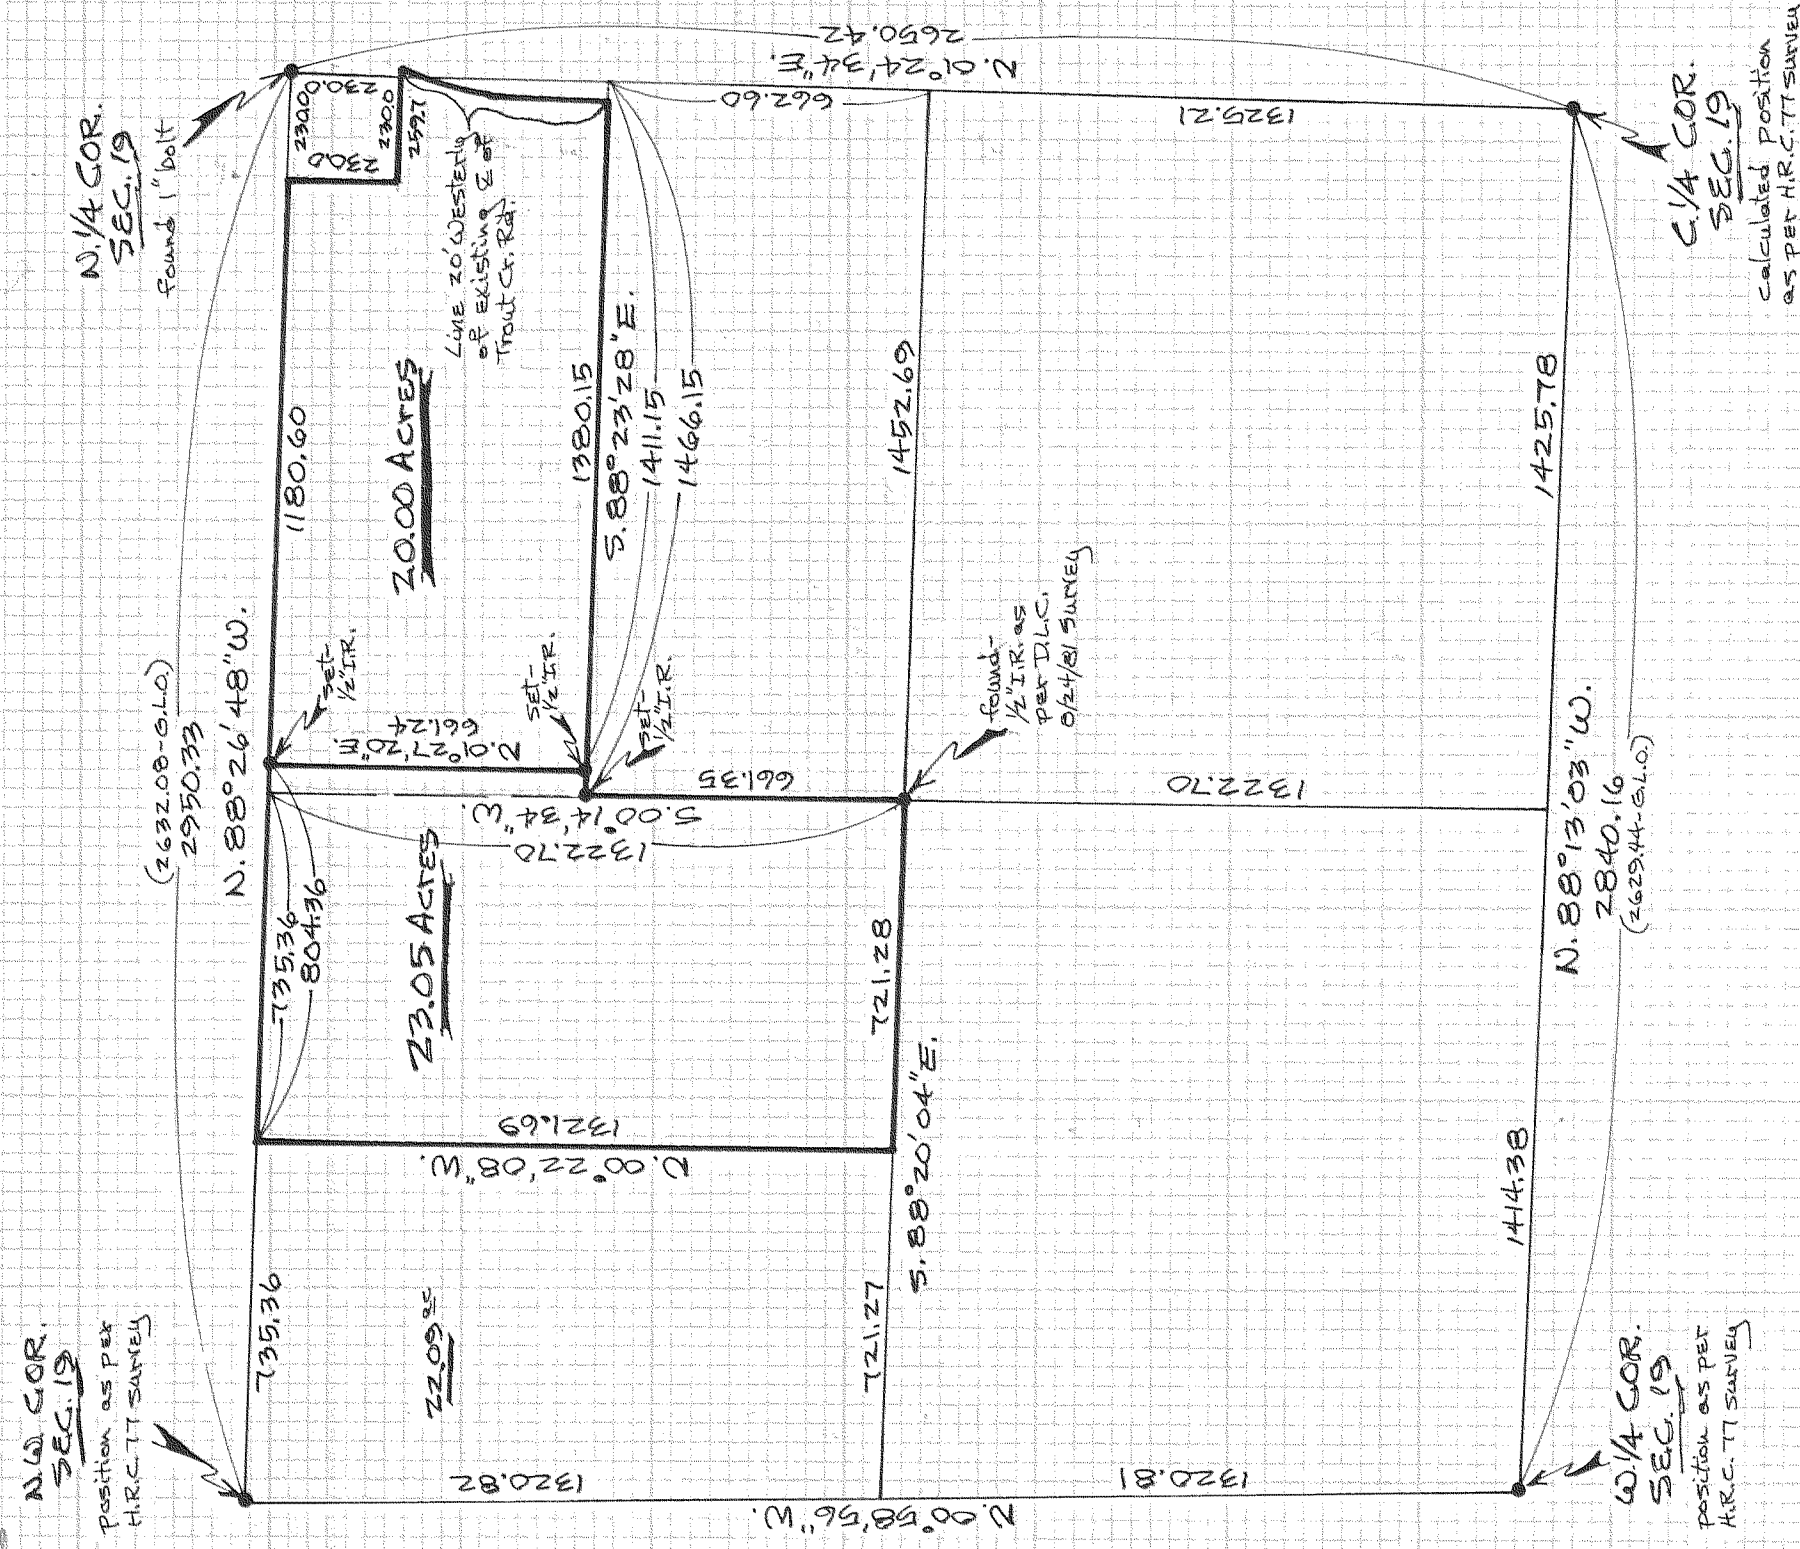 N.W. COR.
SEC. 19
position as per
H.R.C. 77 survey
(2632.08-G.L.O.)
2950.33
N. 88° 26' 48" W.
N. 1/4 COR.
SEC. 19
found 1" bolt
735.36
735.36
804.36
set-
1/2" I.R.
1180.60
230.0
230.0
230.0
230.0
259.7
Line 20' Westerly
of existing ℄ of
Trout Cr. Rd.
22.09 ac
23.05 Acres
20.00 Acres
N. 01° 27' 20" E.
661.24
set-
1/2" I.R.
1380.15
S. 88° 23' 28" E.
1411.15
1466.15
set-
1/2" I.R.
S. 00° 14' 34" W.
1322.70
661.35
N. 01° 24' 34" E.
2650.42
662.60
1320.82
N. 00° 58' 56" W.
1321.69
N. 00° 22' 08" W.
721.27
721.28
1452.69
S. 88° 20' 04" E.
found-
1/2" I.R. as
per D.L.C.
8/24/81 Survey
1320.81
1322.70
1325.21
1414.38
1425.78
N. 88° 13' 03" W.
2840.16
(2629.44-G.L.O.)
W. 1/4 COR.
SEC. 19
position as per
H.R.C. 77 survey
C. 1/4 COR.
SEC. 19
calculated position
as per H.R.C. 77 survey